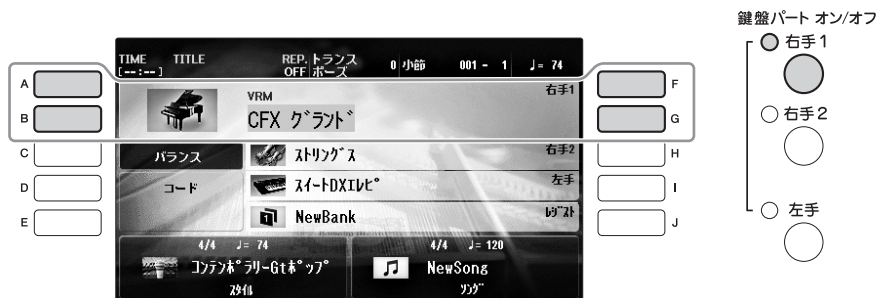 鍵盤パート オン/オフ
右手1
右手2
左手
TIME TITLE REP. トランス 0 小節 001 - 1 ♩= 74
[--:--] OFF ポーズ
A
B
C
D
E
VRM 右手1
CFX グランド
バランス ストリングス 右手2
コード スイートDXエレピ 左手
NewBank レジスト
4/4 ♩= 74
コンテンポラリーGtポップ
スタイル
4/4 ♩= 120
NewSong
ソング
F
G
H
I
J